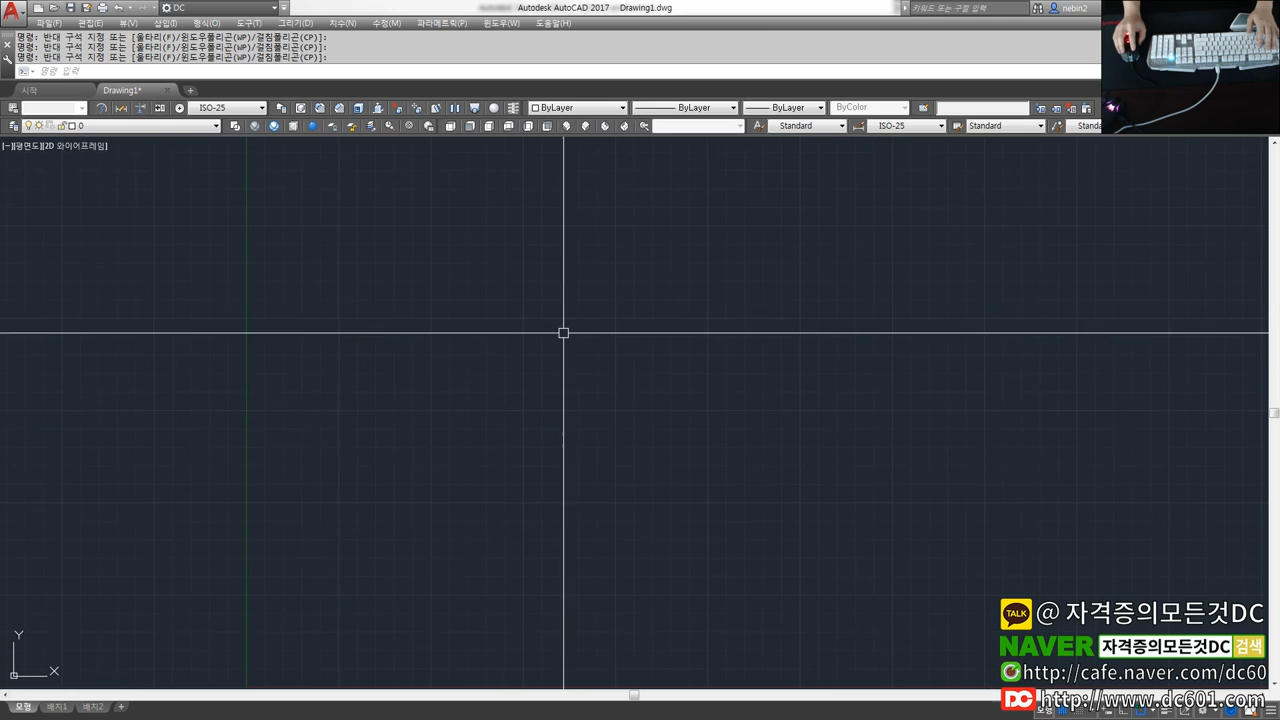 DC
Autodesk AutoCAD 2017
Drawing1.dwg
키워드 또는 구절 입력
nebin2
파일(F)
편집(E)
뷰(V)
삽입(I)
형식(O)
도구(T)
그리기(D)
치수(N)
수정(M)
파라메트릭(P)
윈도우(W)
도움말(H)
명령: 반대 구석 지정 또는 [울타리(F)/윈도우폴리곤(WP)/걸침폴리곤(CP)]:
명령: 반대 구석 지정 또는 [울타리(F)/윈도우폴리곤(WP)/걸침폴리곤(CP)]:
명령: 반대 구석 지정 또는 [울타리(F)/윈도우폴리곤(WP)/걸침폴리곤(CP)]:
명령 입력
시작
Drawing1*
ISO-25
ByLayer
ByLayer
ByLayer
ByColor
0
Standard
ISO-25
Standard
Standa
[-][평면도][2D 와이어프레임]
Y
X
TALK
@ 자격증의모든것DC
NAVER 자격증의모든것DC 검색
http://cafe.naver.com/dc60
DC http://www.dc601.com
모형
배치1
배치2
모형